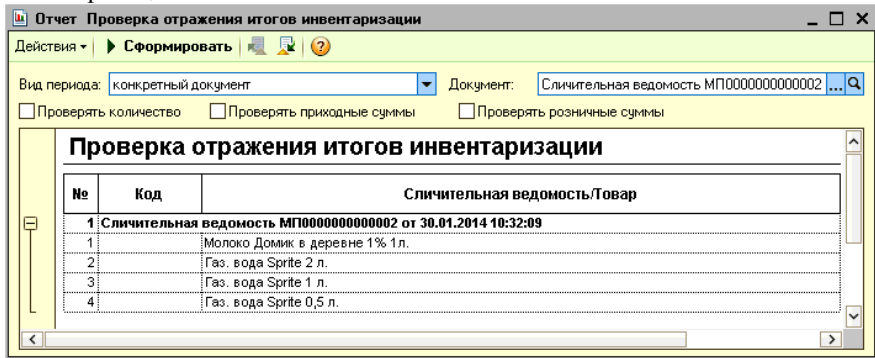 Отчет Проверка отражения итогов инвентаризации
Действия Сформировать
Вид периода: конкретный документ Документ: Сличительная ведомость МП0000000000002 ...
Проверять количество Проверять приходные суммы Проверять розничные суммы
Проверка отражения итогов инвентаризации
№ Код Сличительная ведомость/Товар
1 Сличительная ведомость МП0000000000002 от 30.01.2014 10:32:09
1 Молоко Домик в деревне 1% 1л.
2 Газ. вода Sprite 2 л.
3 Газ. вода Sprite 1 л.
4 Газ. вода Sprite 0,5 л.